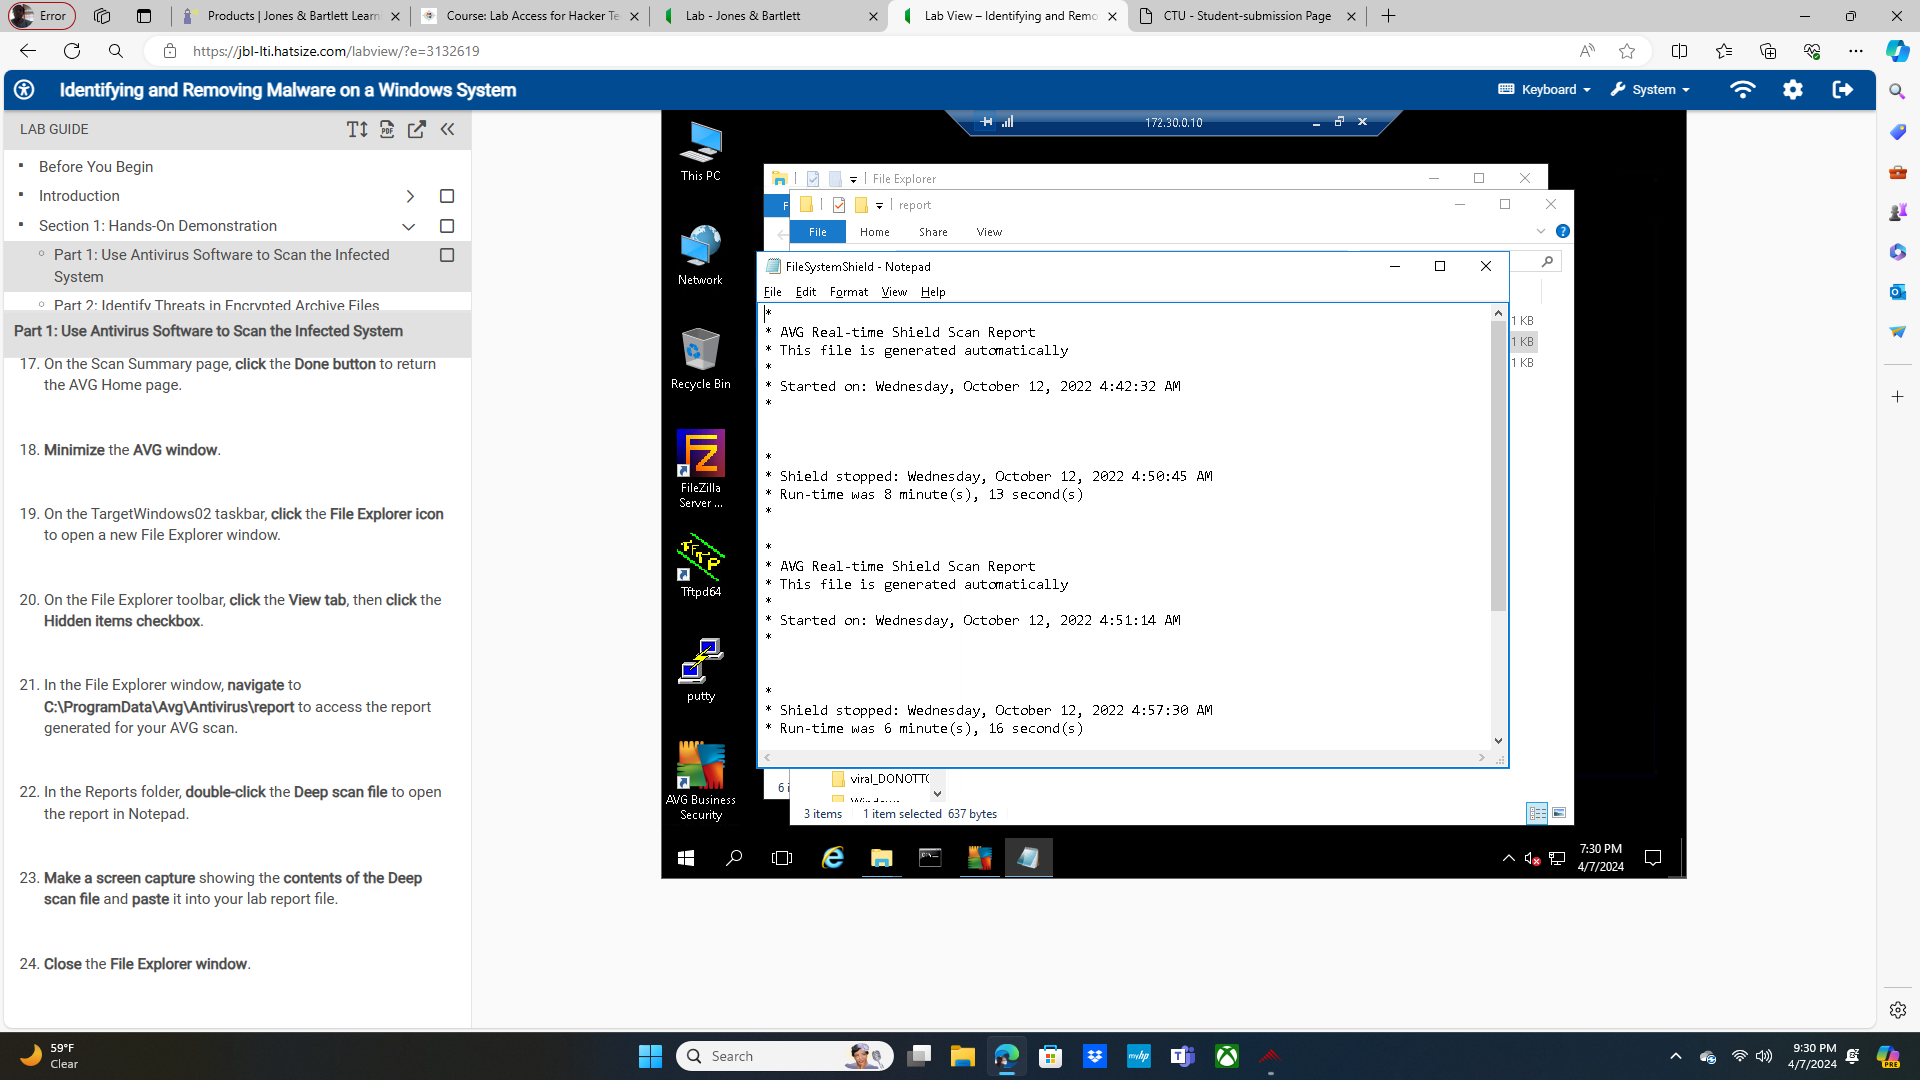 Error
Products | Jones & Bartlett Learn
Course: Lab Access for Hacker Te
Lab - Jones & Bartlett
Lab View – Identifying and Remo
CTU - Student-submission Page
https://jbl-lti.hatsize.com/labview/?e=3132619
Identifying and Removing Malware on a Windows System
Keyboard
System
LAB GUIDE
Before You Begin
Introduction
Section 1: Hands-On Demonstration
Part 1: Use Antivirus Software to Scan the Infected
System
Part 2: Identify Threats in Encrypted Archive Files
Part 1: Use Antivirus Software to Scan the Infected System
17. On the Scan Summary page, click the Done button to return
the AVG Home page.
18. Minimize the AVG window.
19. On the TargetWindows02 taskbar, click the File Explorer icon
to open a new File Explorer window.
20. On the File Explorer toolbar, click the View tab, then click the
Hidden items checkbox.
21. In the File Explorer window, navigate to
C:\ProgramData\Avg\Antivirus\report to access the report
generated for your AVG scan.
22. In the Reports folder, double-click the Deep scan file to open
the report in Notepad.
23. Make a screen capture showing the contents of the Deep
scan file and paste it into your lab report file.
24. Close the File Explorer window.
172.30.0.10
This PC
Network
Recycle Bin
FileZilla
Server ...
Tftpd64
putty
AVG Business
Security
File Explorer
F
report
File Home Share View
1 KB
1 KB
1 KB
FileSystemShield - Notepad
File Edit Format View Help
*
* AVG Real-time Shield Scan Report
* This file is generated automatically
*
* Started on: Wednesday, October 12, 2022 4:42:32 AM
*
*
* Shield stopped: Wednesday, October 12, 2022 4:50:45 AM
* Run-time was 8 minute(s), 13 second(s)
*
*
* AVG Real-time Shield Scan Report
* This file is generated automatically
*
* Started on: Wednesday, October 12, 2022 4:51:14 AM
*
*
* Shield stopped: Wednesday, October 12, 2022 4:57:30 AM
* Run-time was 6 minute(s), 16 second(s)
viral_DONOTTO
6 i
3 items 1 item selected 637 bytes
7:30 PM
4/7/2024
59°F
Clear
Search
9:30 PM
4/7/2024